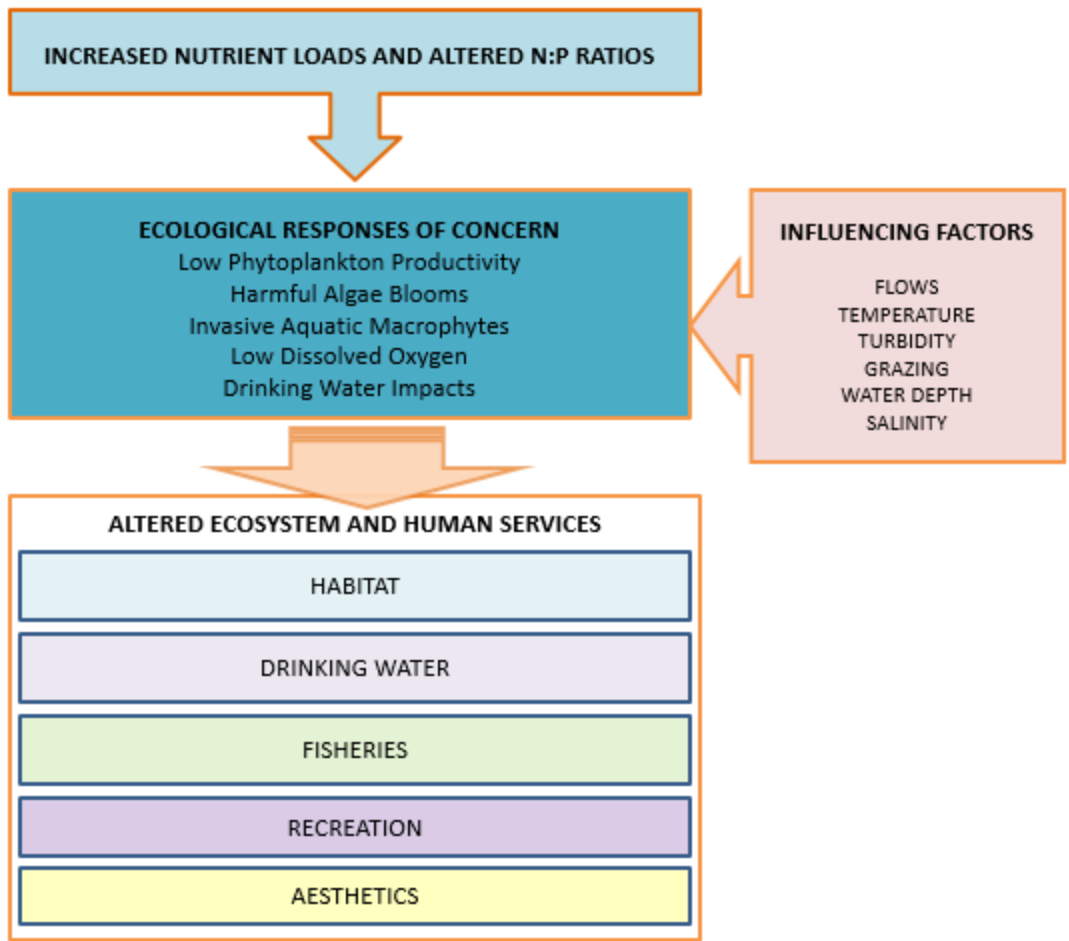 INCREASED NUTRIENT LOADS AND ALTERED N:P RATIOS
ECOLOGICAL RESPONSES OF CONCERN
Low Phytoplankton Productivity
Harmful Algae Blooms
Invasive Aquatic Macrophytes
Low Dissolved Oxygen
Drinking Water Impacts
INFLUENCING FACTORS
FLOWS
TEMPERATURE
TURBIDITY
GRAZING
WATER DEPTH
SALINITY
ALTERED ECOSYSTEM AND HUMAN SERVICES
HABITAT
DRINKING WATER
FISHERIES
RECREATION
AESTHETICS